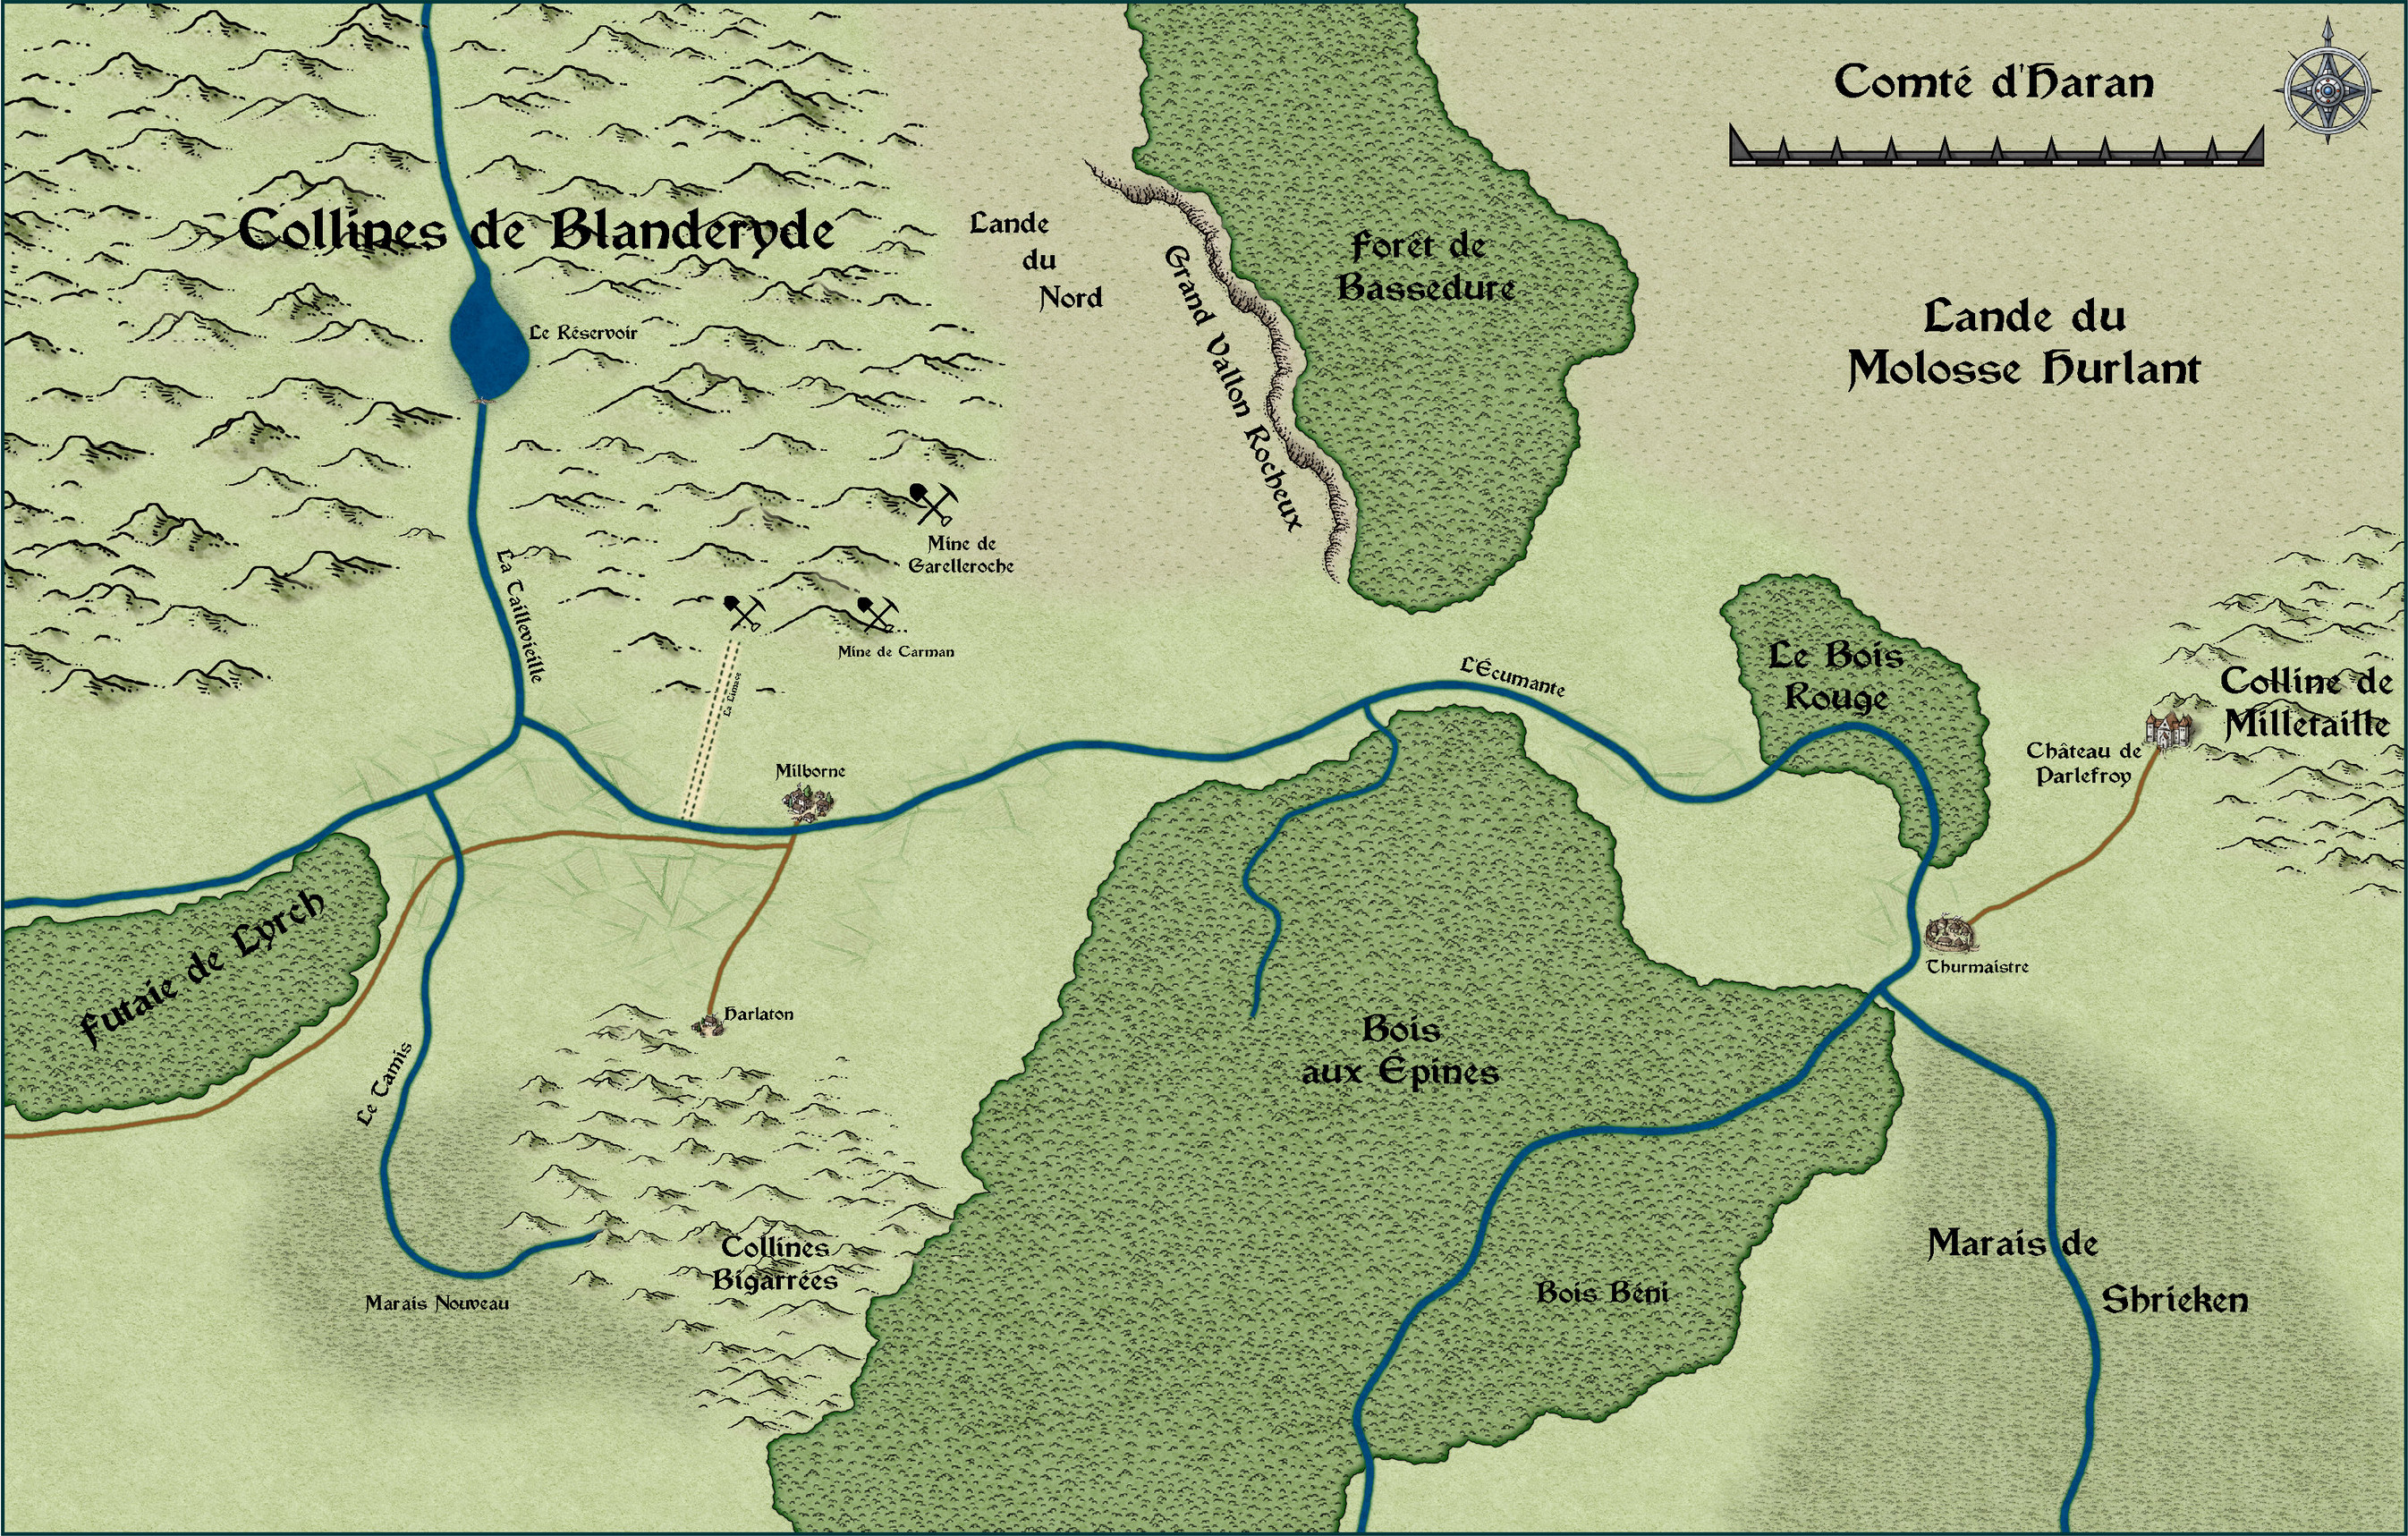 Comté d'Haran
Collines de Blanderyde
Lande
du
Nord
Forêt de
Bassedure
Grand Vallon Rocheux
Lande du
Molosse Hurlant
Le Réservoir
Mine de
Garelleroche
La Taillevieille
Mine de Carman
La Limace
L'Écumante
Le Bois
Rouge
Colline de
Milletaille
Château de
Parlefroy
Milborne
Futaie de Lyrch
Thurmaistre
Harlaton
Bois
aux Épines
Le Tamis
Marais de
Shrieken
Collines
Bigarrées
Bois Béni
Marais Nouveau